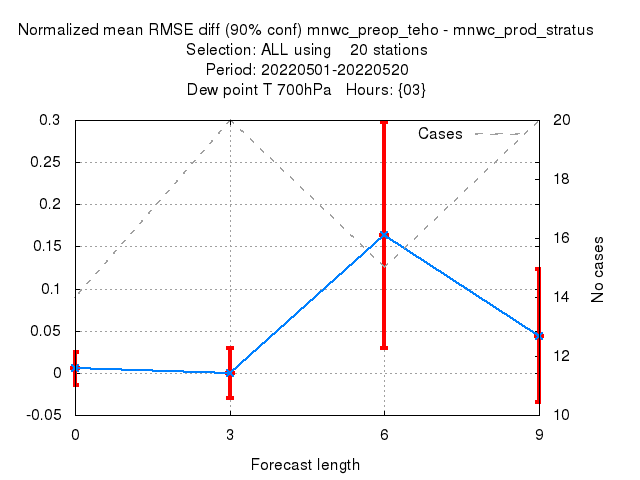 Normalized mean RMSE diff (90% conf) mnwc_preop_teho - mnwc_prod_stratus
Selection: ALL using    20 stations
Period: 20220501-20220520
Dew point T 700hPa   Hours: {03}
Cases
0.3
0.25
0.2
0.15
0.1
0.05
0
-0.05
20
18
16
14
12
10
No cases
0
3
6
9
Forecast length